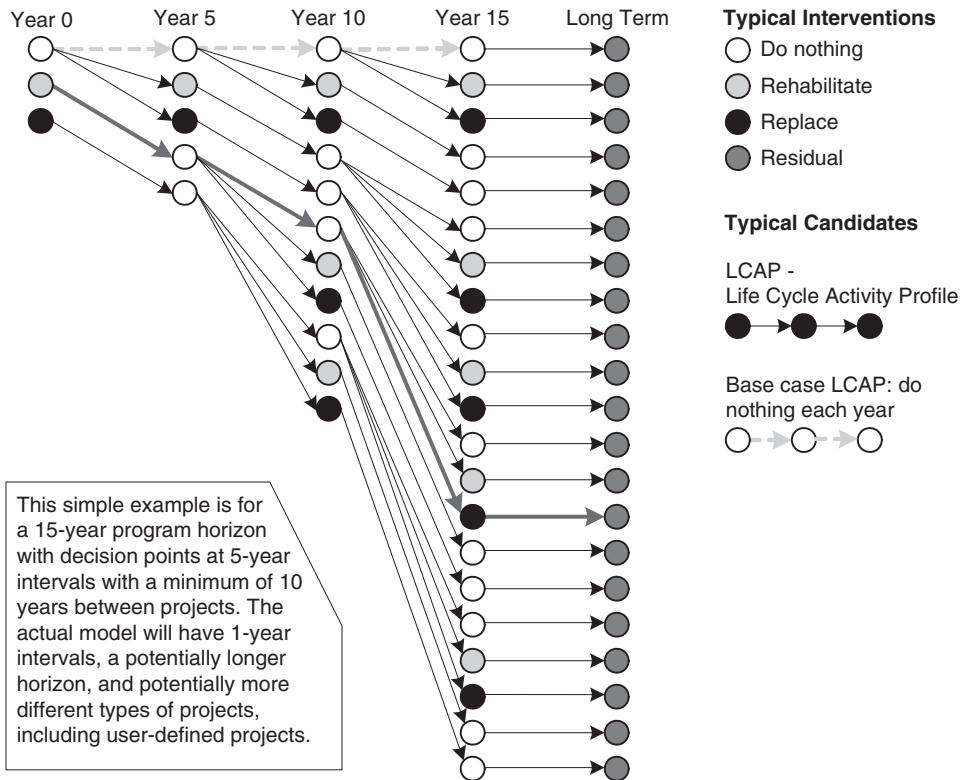 Year 0 Year 5 Year 10 Year 15 Long Term
Typical Interventions
Do nothing
Rehabilitate
Replace
Residual
Typical Candidates
LCAP -
Life Cycle Activity Profile
Base case LCAP: do
nothing each year
This simple example is for
a 15-year program horizon
with decision points at 5-year
intervals with a minimum of 10
years between projects. The
actual model will have 1-year
intervals, a potentially longer
horizon, and potentially more
different types of projects,
including user-defined projects.